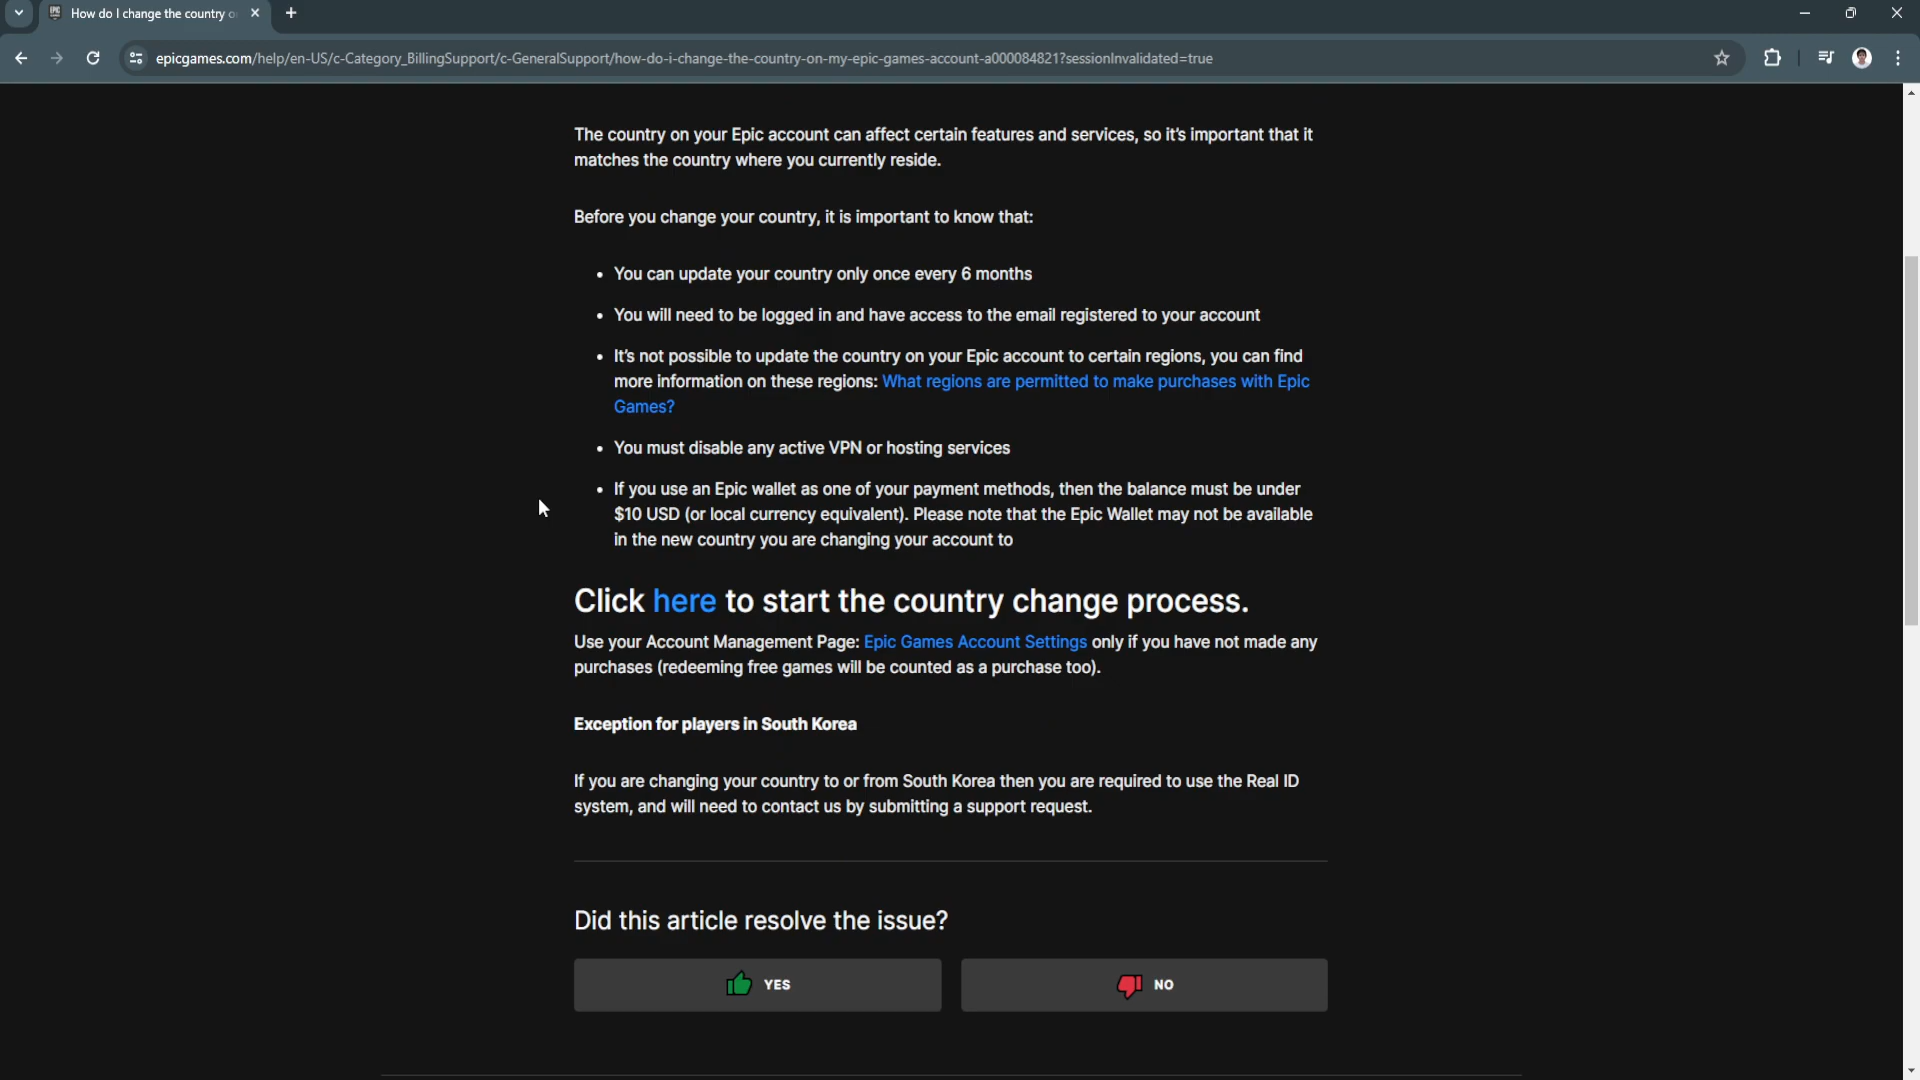 How do I change the country o
epicgames.com/help/en-US/c-Category_BillingSupport/c-GeneralSupport/how-do-i-change-the-country-on-my-epic-games-account-a000084821?sessionInvalidated=true
The country on your Epic account can affect certain features and services, so it's important that it
matches the country where you currently reside.
Before you change your country, it is important to know that:
• You can update your country only once every 6 months
• You will need to be logged in and have access to the email registered to your account
• It's not possible to update the country on your Epic account to certain regions, you can find
more information on these regions: What regions are permitted to make purchases with Epic
Games?
• You must disable any active VPN or hosting services
• If you use an Epic wallet as one of your payment methods, then the balance must be under
$10 USD (or local currency equivalent). Please note that the Epic Wallet may not be available
in the new country you are changing your account to
Click here to start the country change process.
Use your Account Management Page: Epic Games Account Settings only if you have not made any
purchases (redeeming free games will be counted as a purchase too).
Exception for players in South Korea
If you are changing your country to or from South Korea then you are required to use the Real ID
system, and will need to contact us by submitting a support request.
Did this article resolve the issue?
YES
NO